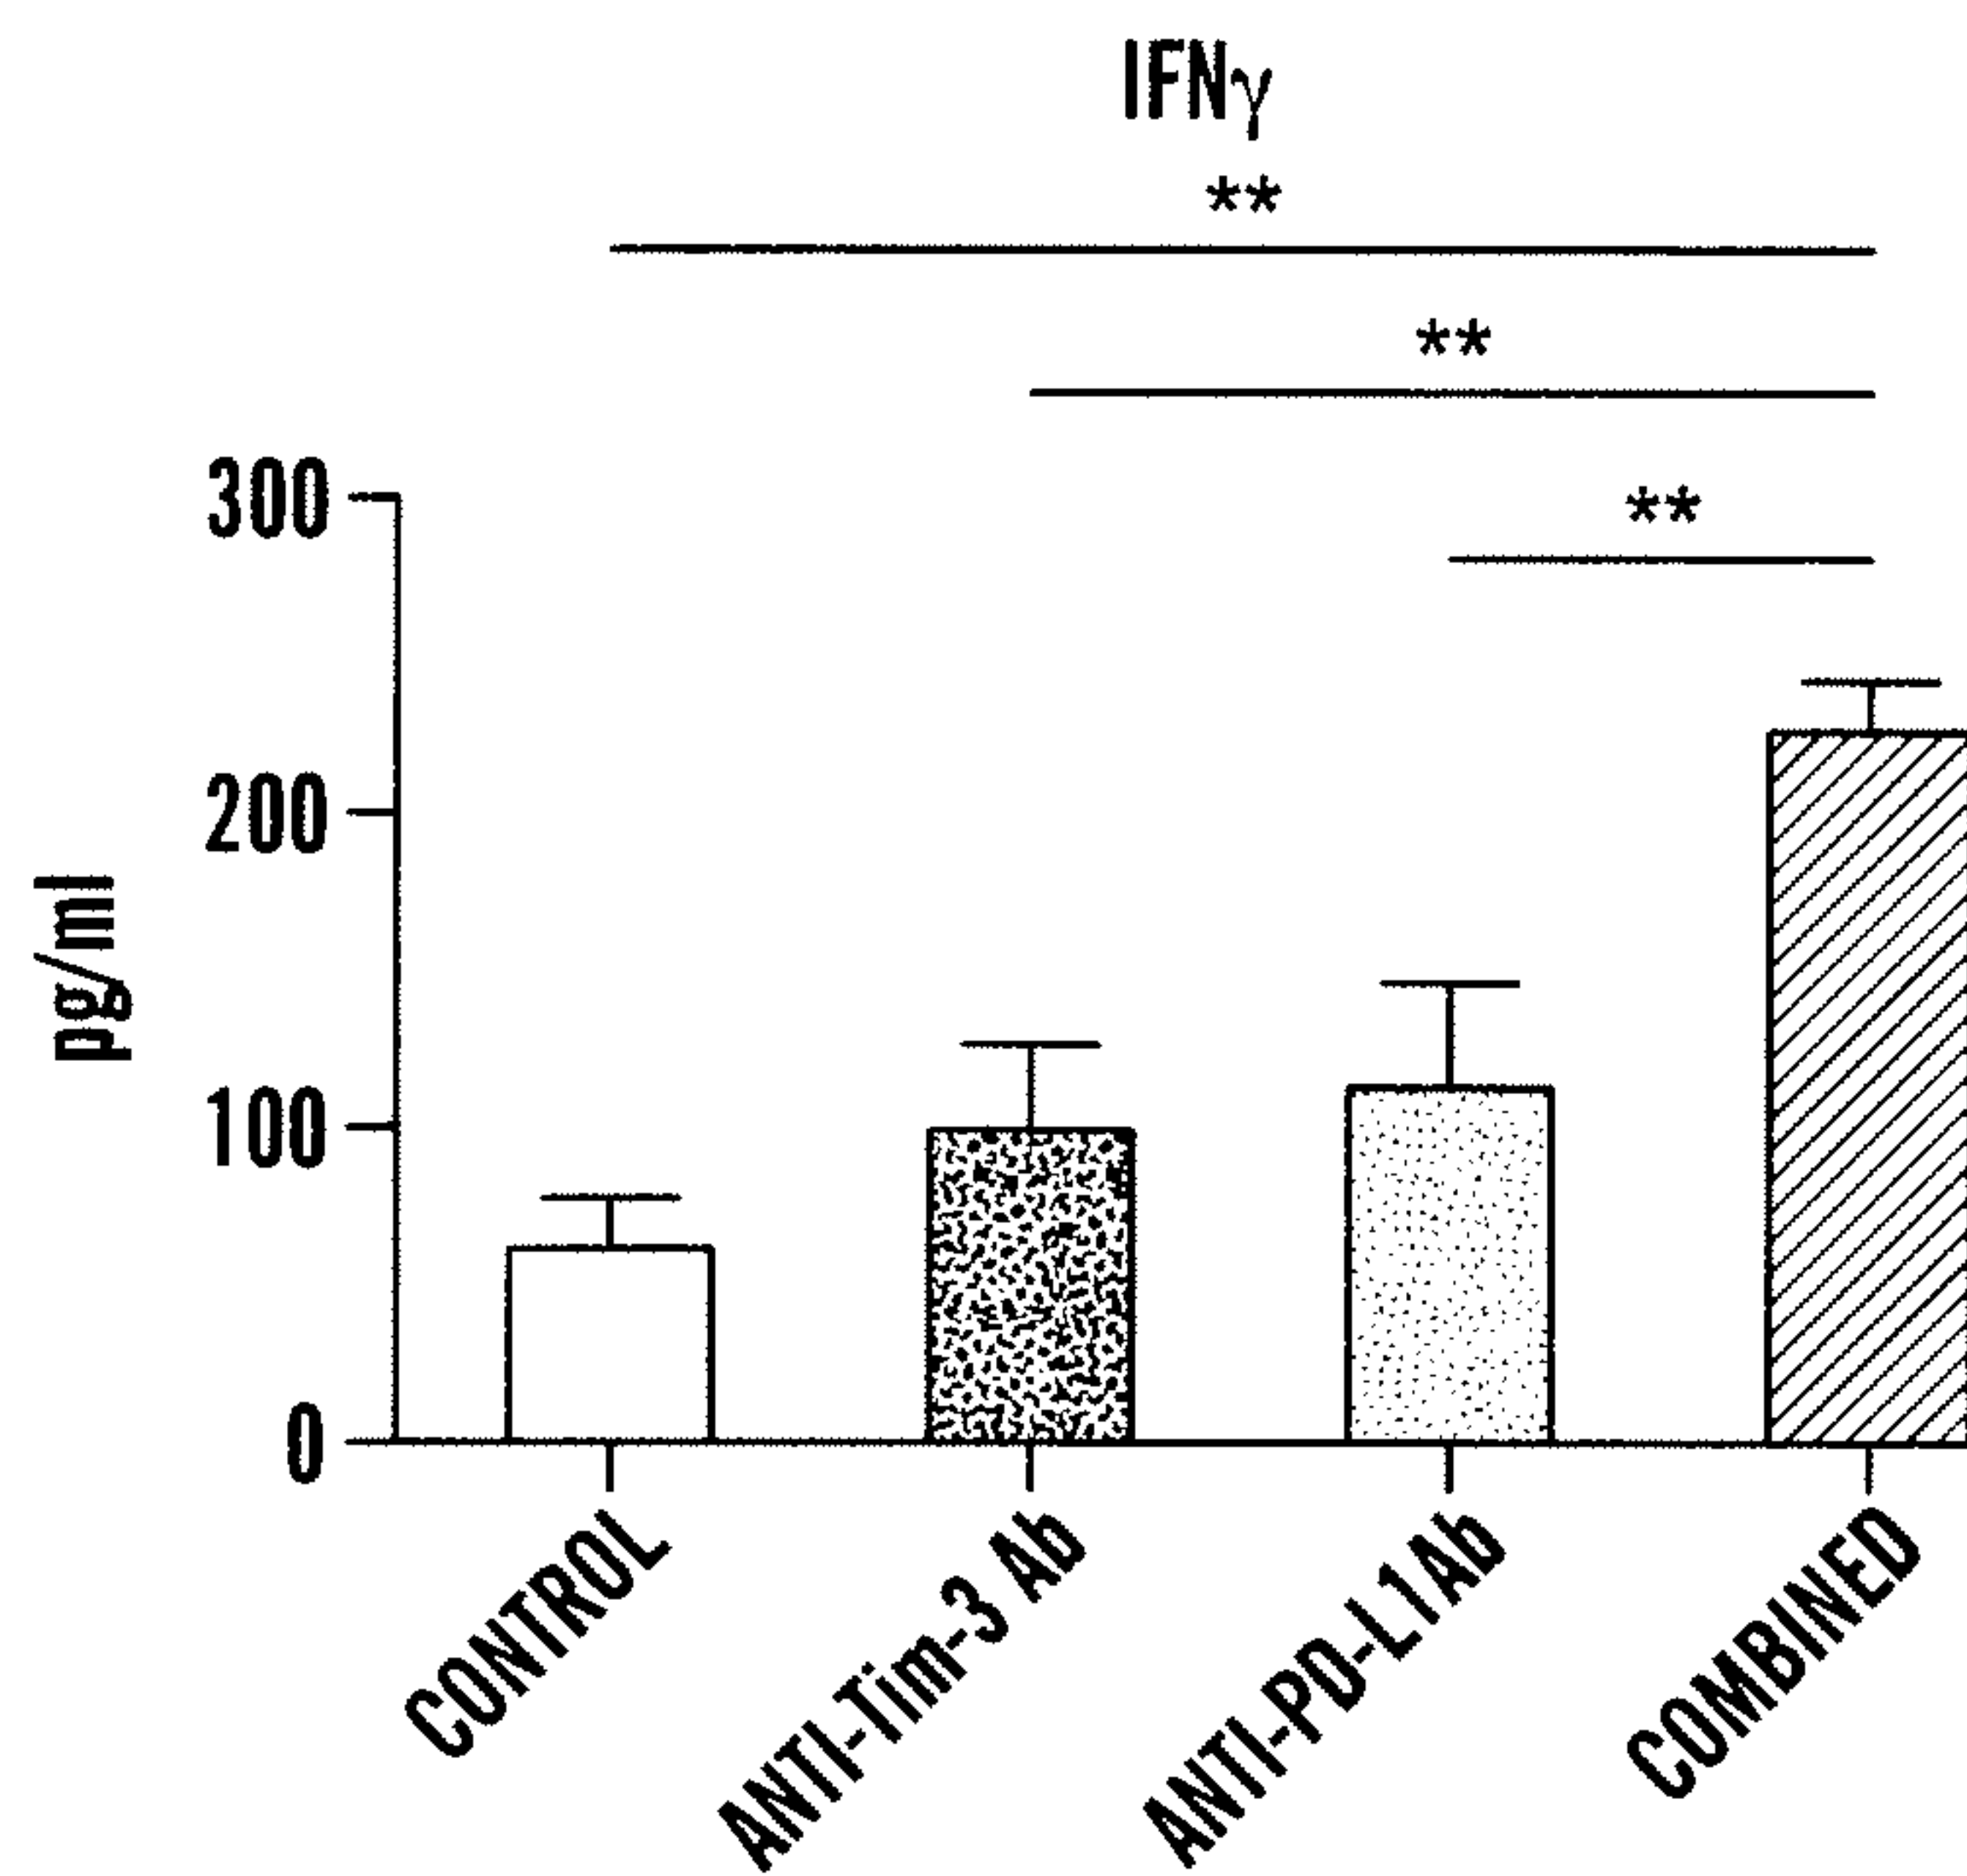 IFNγ
**
**
**
300
200
100
0
pg/ml
CONTROL
ANTI-Tim-3 Ab
ANTI-PD-L1Ab
COMBINED